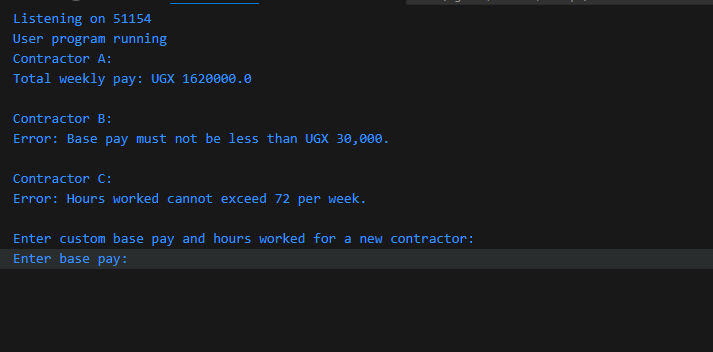 Listening on 51154
User program running
Contractor A:
Total weekly pay: UGX 1620000.0
Contractor B:
Error: Base pay must not be less than UGX 30,000.
Contractor C:
Error: Hours worked cannot exceed 72 per week.
Enter custom base pay and hours worked for a new contractor:
Enter base pay: